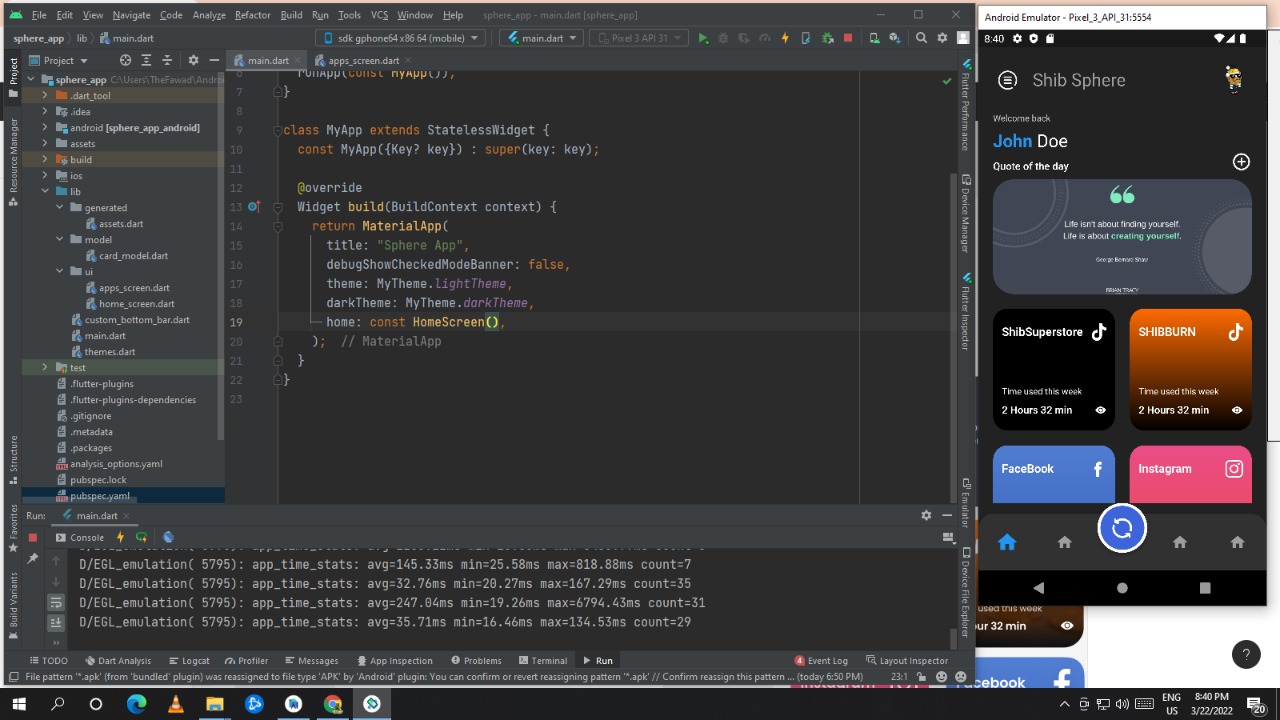 File Edit View Navigate Code Analyze Refactor Build Run Tools VCS Window Help sphere_app - main.dart [sphere_app]
sphere_app lib main.dart sdk gphone64 x86 64 (mobile) main.dart Pixel 3 API 31
Project main.dart apps_screen.dart
sphere_app C:\Users\TheFawad\
.dart_tool
.idea
android [sphere_app_android]
assets
build
ios
lib
generated
assets.dart
model
card_model.dart
ui
apps_screen.dart
home_screen.dart
custom_bottom_bar.dart
main.dart
themes.dart
test
.flutter-plugins
.flutter-plugins-dependencies
.gitignore
.metadata
.packages
analysis_options.yaml
pubspec.lock
pubspec.yaml
Project
Resource Manager
Structure
Favorites
Build Variants
6 runApp(const MyApp());
7 }
8
9 class MyApp extends StatelessWidget {
10 const MyApp({Key? key}) : super(key: key);
11
12 @override
13 Widget build(BuildContext context) {
14 return MaterialApp(
15 title: "Sphere App",
16 debugShowCheckedModeBanner: false,
17 theme: MyTheme.lightTheme,
18 darkTheme: MyTheme.darkTheme,
19 home: const HomeScreen(),
20 ); // MaterialApp
21 }
22 }
23
Flutter Performance
Device Manager
Flutter Inspector
Emulator
Device File Explorer
Run: main.dart
Console
D/EGL_emulation( 5795): app_time_stats: avg=145.33ms min=25.58ms max=818.88ms count=7
D/EGL_emulation( 5795): app_time_stats: avg=32.76ms min=20.27ms max=167.29ms count=35
D/EGL_emulation( 5795): app_time_stats: avg=247.04ms min=19.26ms max=6794.43ms count=31
D/EGL_emulation( 5795): app_time_stats: avg=35.71ms min=16.46ms max=134.53ms count=29
TODO Dart Analysis Logcat Profiler Messages App Inspection Problems Terminal Run 4 Event Log Layout Inspector
File pattern '*.apk' (from 'bundled' plugin) was reassigned to file type 'APK' by 'Android' plugin: You can confirm or revert reassigning pattern '*.apk' // Confirm reassign this pattern ... (today 6:50 PM) 23:1
Android Emulator - Pixel_3_API_31:5554
8:40
Shib Sphere
Welcome back
John Doe
Quote of the day
Life isn't about finding yourself.
Life is about creating yourself.
George Bernard Shaw
BRIAN TRACY
ShibSuperstore SHIBBURN
Time used this week Time used this week
2 Hours 32 min 2 Hours 32 min
FaceBook Instagram
used this week
our 32 min
Facebook
Instagram
?
ENG 8:40 PM
US 3/22/2022 20